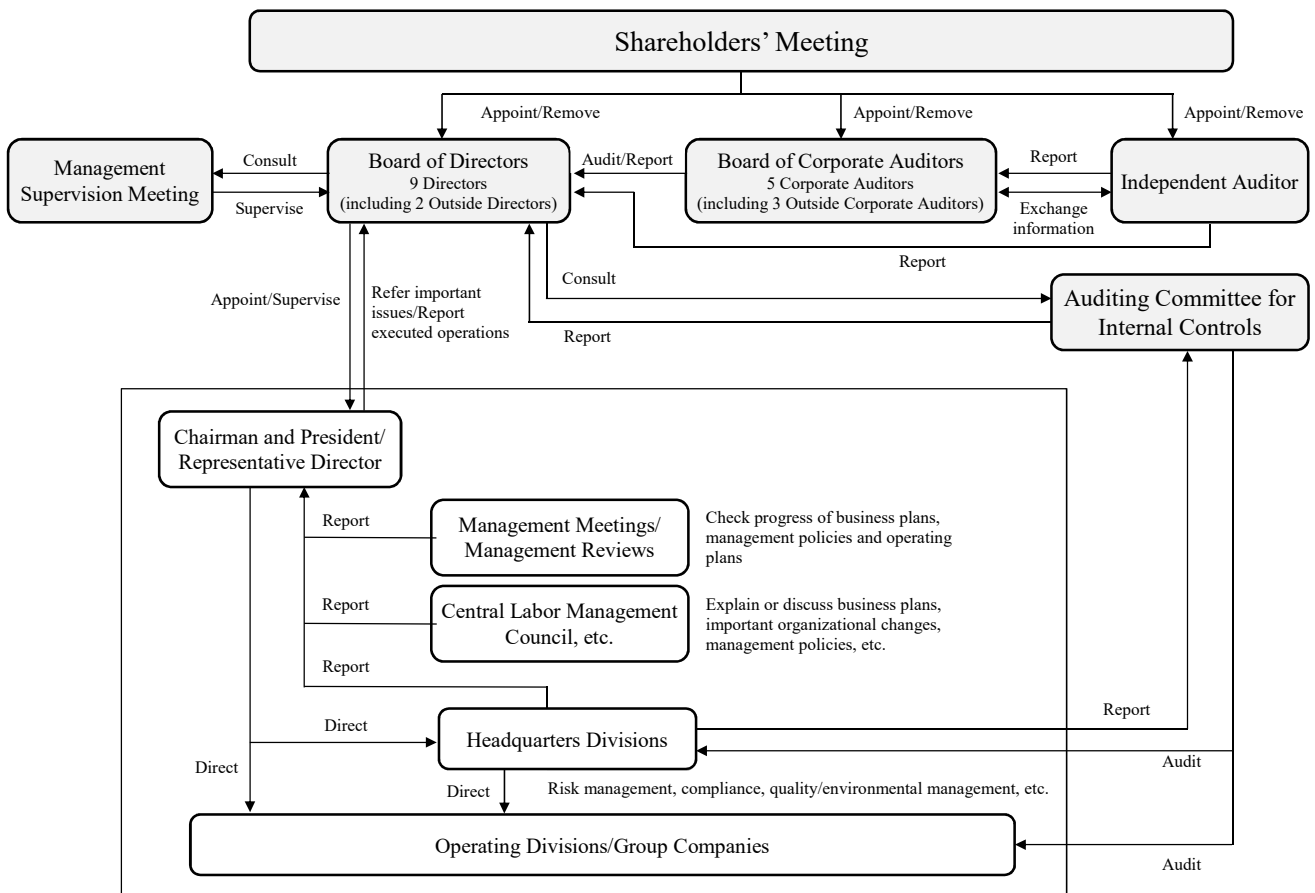 Shareholders’ Meeting
Appoint/Remove
Appoint/Remove
Appoint/Remove
Management
Supervision Meeting
Consult
Supervise
Board of Directors
9 Directors
(including 2 Outside Directors)
Audit/Report
Board of Corporate Auditors
5 Corporate Auditors
(including 3 Outside Corporate Auditors)
Report
Exchange
information
Independent Auditor
Report
Consult
Report
Appoint/Supervise
Refer important
issues/Report
executed operations
Auditing Committee for
Internal Controls
Chairman and President/
Representative Director
Report
Management Meetings/
Management Reviews
Check progress of business plans,
management policies and operating
plans
Report
Central Labor Management
Council, etc.
Explain or discuss business plans,
important organizational changes,
management policies, etc.
Report
Direct
Headquarters Divisions
Report
Audit
Direct
Direct
Risk management, compliance, quality/environmental management, etc.
Operating Divisions/Group Companies
Audit